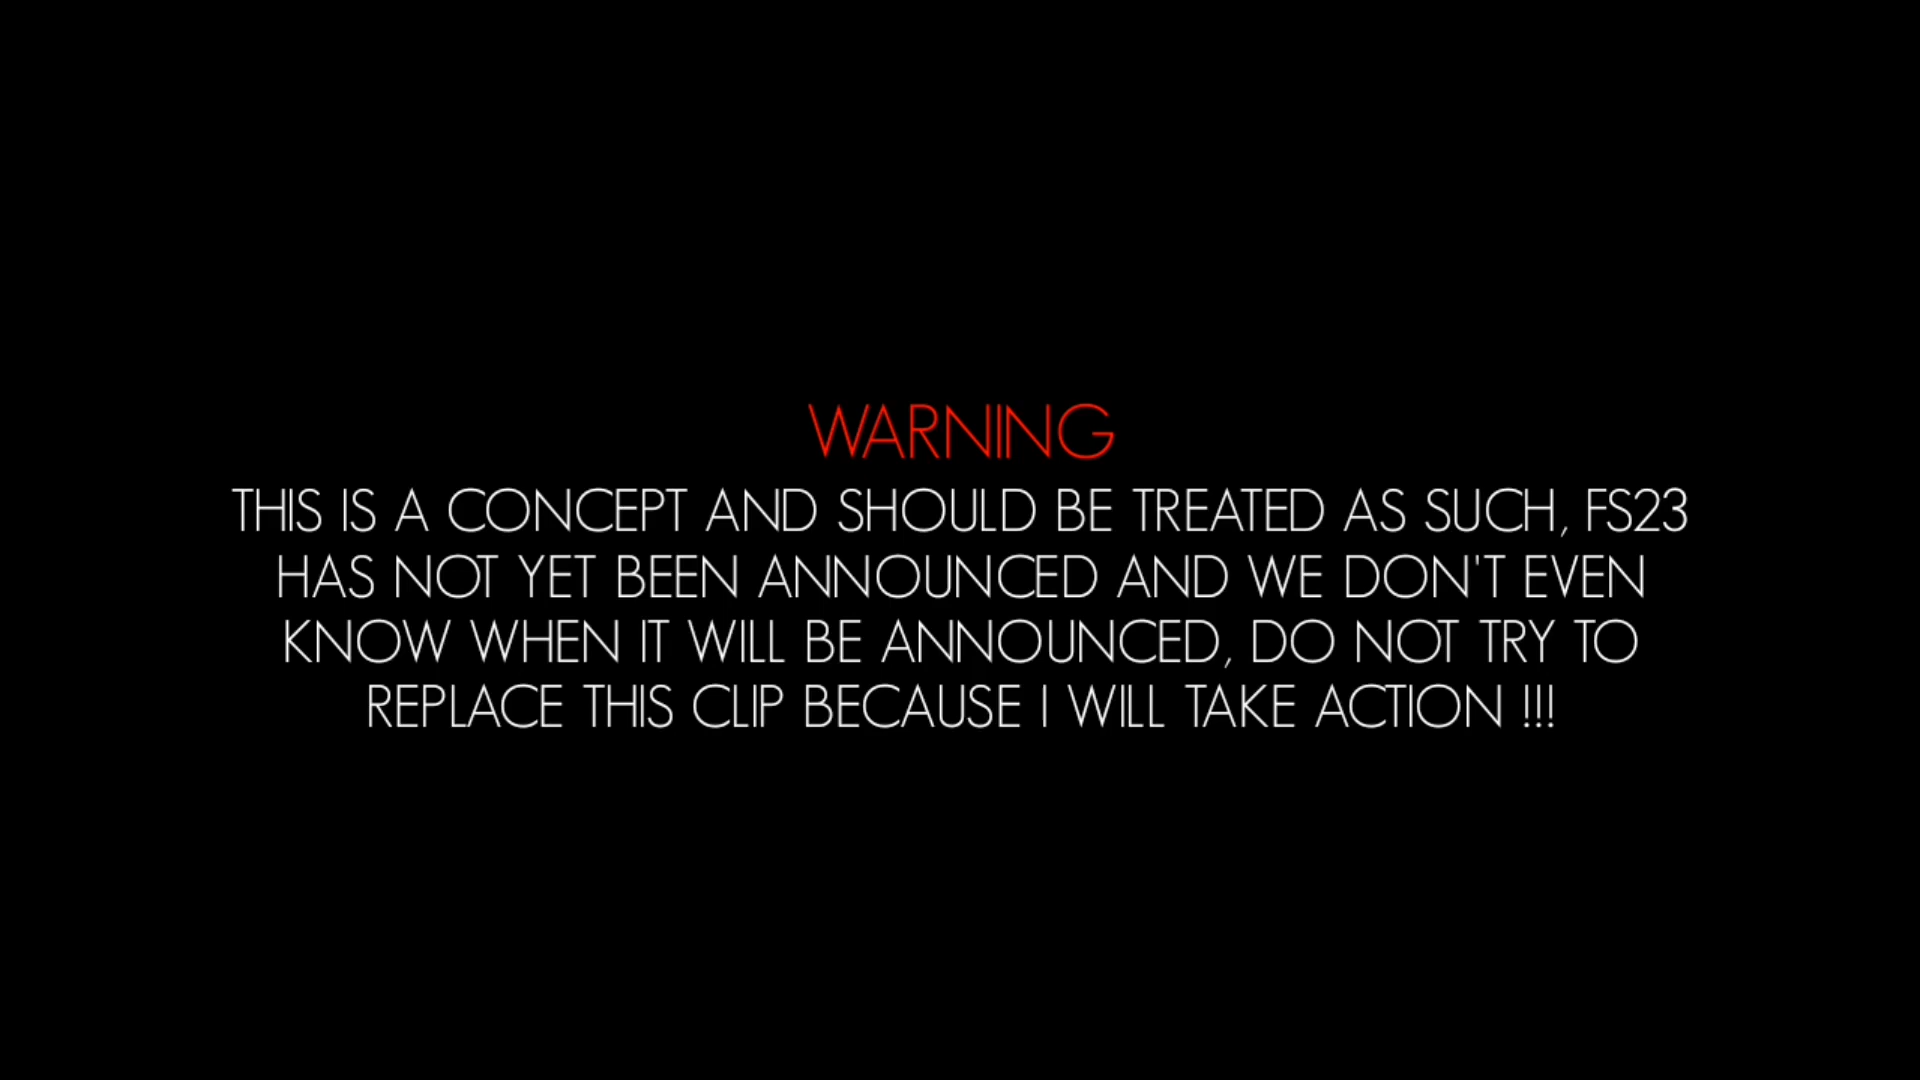 WARNING
THIS IS A CONCEPT AND SHOULD BE TREATED AS SUCH, FS23
HAS NOT YET BEEN ANNOUNCED AND WE DON'T EVEN
KNOW WHEN IT WILL BE ANNOUNCED, DO NOT TRY TO
REPLACE THIS CLIP BECAUSE I WILL TAKE ACTION !!!